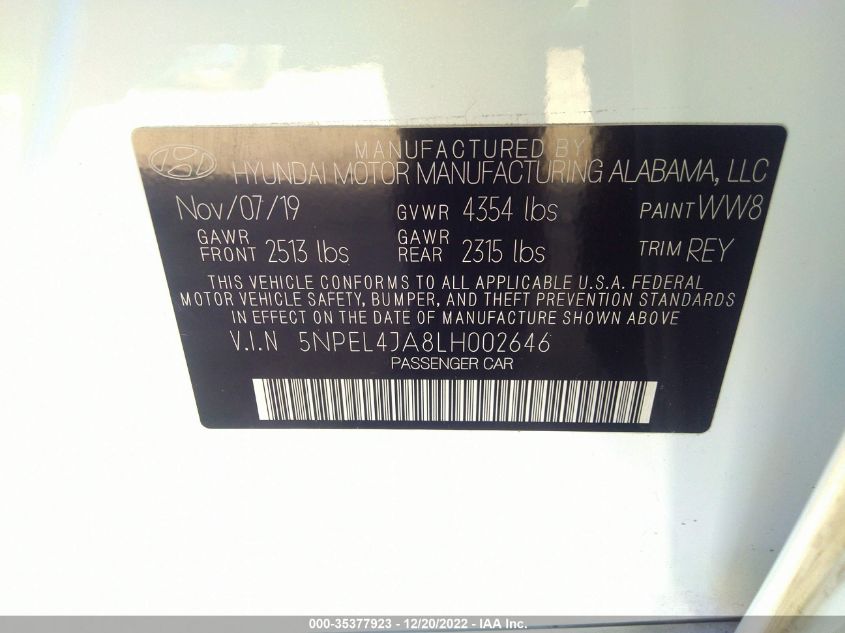 MANUFACTURED BY
HYUNDAI MOTOR MANUFACTURING ALABAMA, LLC
Nov/07/19 GVWR 4354 lbs PAINT WW8
GAWR FRONT 2513 lbs GAWR REAR 2315 lbs TRIM REY
THIS VEHICLE CONFORMS TO ALL APPLICABLE U.S.A. FEDERAL
MOTOR VEHICLE SAFETY, BUMPER, AND THEFT PREVENTION STANDARDS
IN EFFECT ON THE DATE OF MANUFACTURE SHOWN ABOVE.
V.I.N 5NPEL4JA8LH002646
PASSENGER CAR
000-35377923 - 12/20/2022 - IAA Inc.